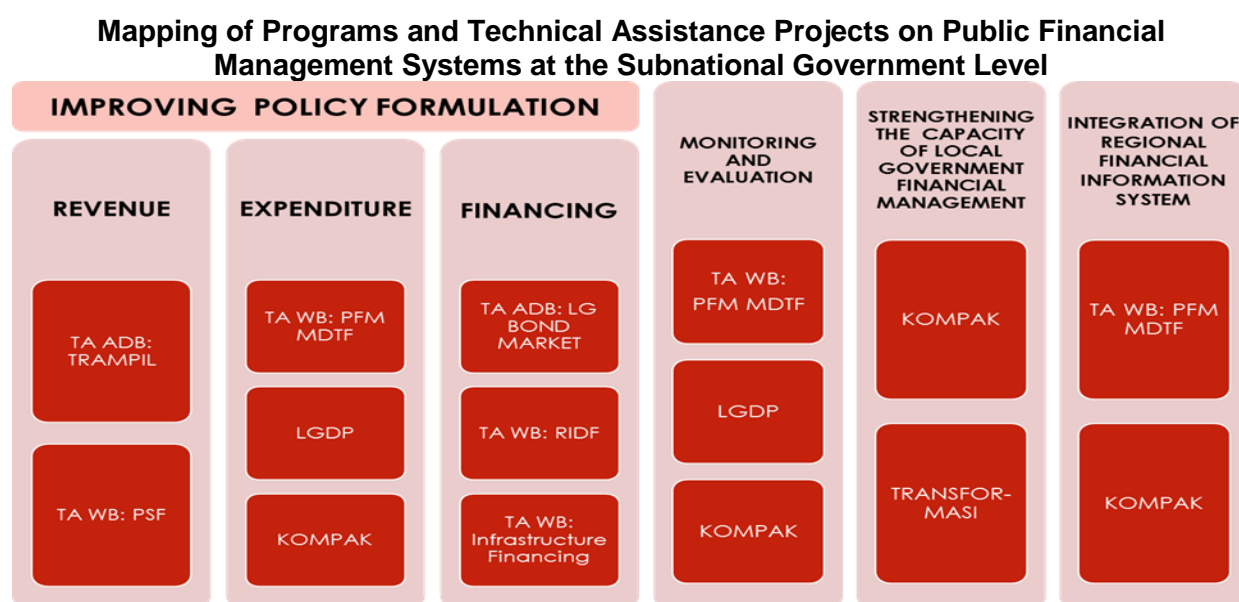 Mapping of Programs and Technical Assistance Projects on Public Financial
Management Systems at the Subnational Government Level
IMPROVING POLICY FORMULATION
REVENUE
TA ADB:
TRAMPIL
TA WB: PSF
EXPENDITURE
TA WB: PFM
MDTF
LGDP
KOMPAK
FINANCING
TA ADB: LG
BOND
MARKET
TA WB: RIDF
TA WB:
Infrastructure
Financing
MONITORING
AND
EVALUATION
TA WB:
PFM MDTF
LGDP
KOMPAK
STRENGTHENING
THE CAPACITY
OF LOCAL
GOVERNMENT
FINANCIAL
MANAGEMENT
KOMPAK
TRANSFOR-
MASI
INTEGRATION OF
REGIONAL
FINANCIAL
INFORMATION
SYSTEM
TA WB: PFM
MDTF
KOMPAK